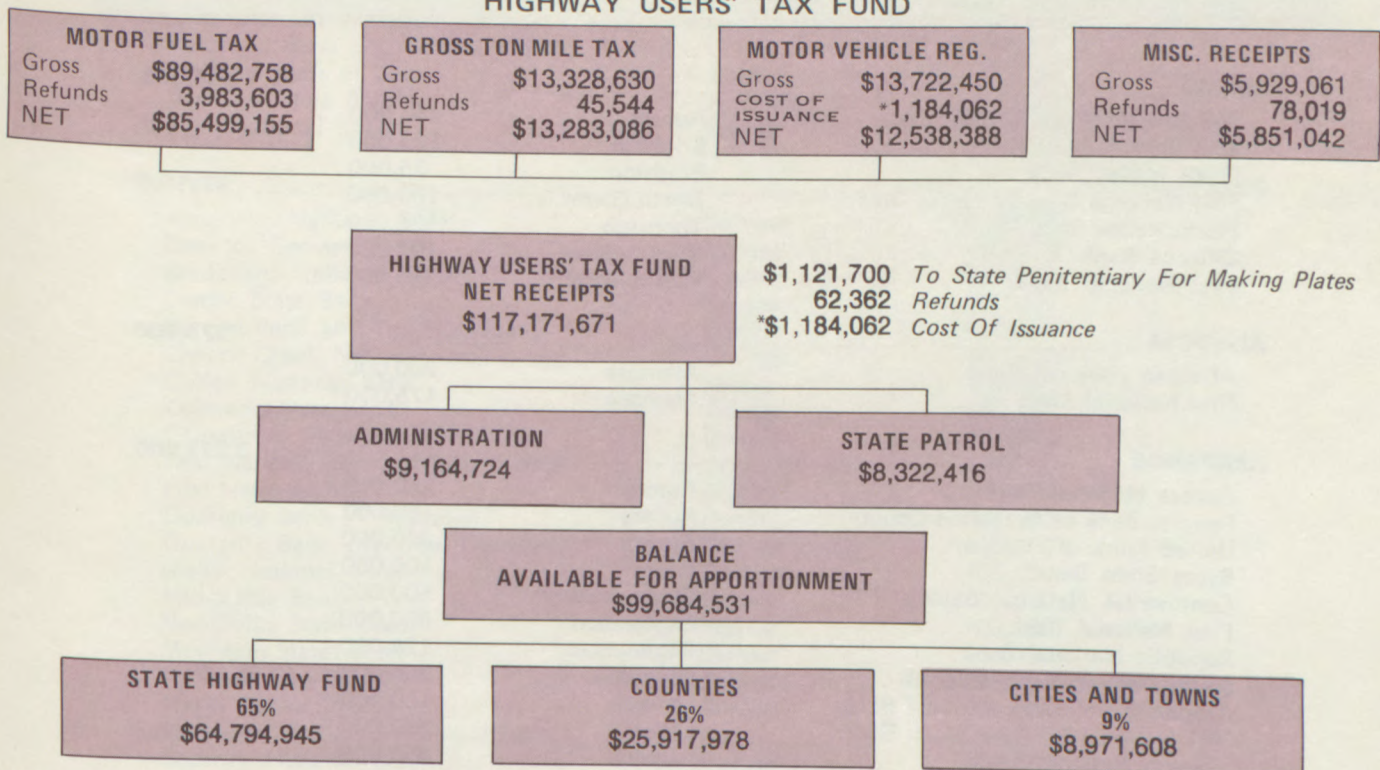 HIGHWAY USERS' TAX FUND
MOTOR FUEL TAX
Gross $89,482,758
Refunds 3,983,603
NET $85,499,155
GROSS TON MILE TAX
Gross $13,328,630
Refunds 45,544
NET $13,283,086
MOTOR VEHICLE REG.
Gross $13,722,450
COST OF
ISSUANCE *1,184,062
NET $12,538,388
MISC. RECEIPTS
Gross $5,929,061
Refunds 78,019
NET $5,851,042
HIGHWAY USERS' TAX FUND
NET RECEIPTS
$117,171,671
$1,121,700 To State Penitentiary For Making Plates
62,362 Refunds
*$1,184,062 Cost Of Issuance
ADMINISTRATION
$9,164,724
STATE PATROL
$8,322,416
BALANCE
AVAILABLE FOR APPORTIONMENT
$99,684,531
STATE HIGHWAY FUND
65%
$64,794,945
COUNTIES
26%
$25,917,978
CITIES AND TOWNS
9%
$8,971,608